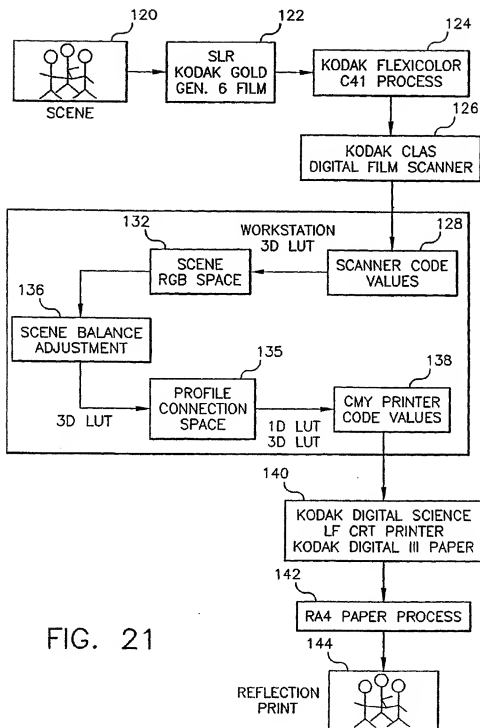 120
SCENE
122
SLR
KODAK GOLD
GEN. 6 FILM
124
KODAK FLEXICOLOR
C41 PROCESS
126
KODAK CLAS
DIGITAL FILM SCANNER
WORKSTATION
3D LUT
128
SCANNER CODE
VALUES
132
SCENE
RGB SPACE
136
SCENE BALANCE
ADJUSTMENT
3D LUT
135
PROFILE
CONNECTION
SPACE
1D LUT
3D LUT
138
CMY PRINTER
CODE VALUES
140
KODAK DIGITAL SCIENCE
LF CRT PRINTER
KODAK DIGITAL III PAPER
142
RA4 PAPER PROCESS
144
REFLECTION
PRINT
FIG. 21